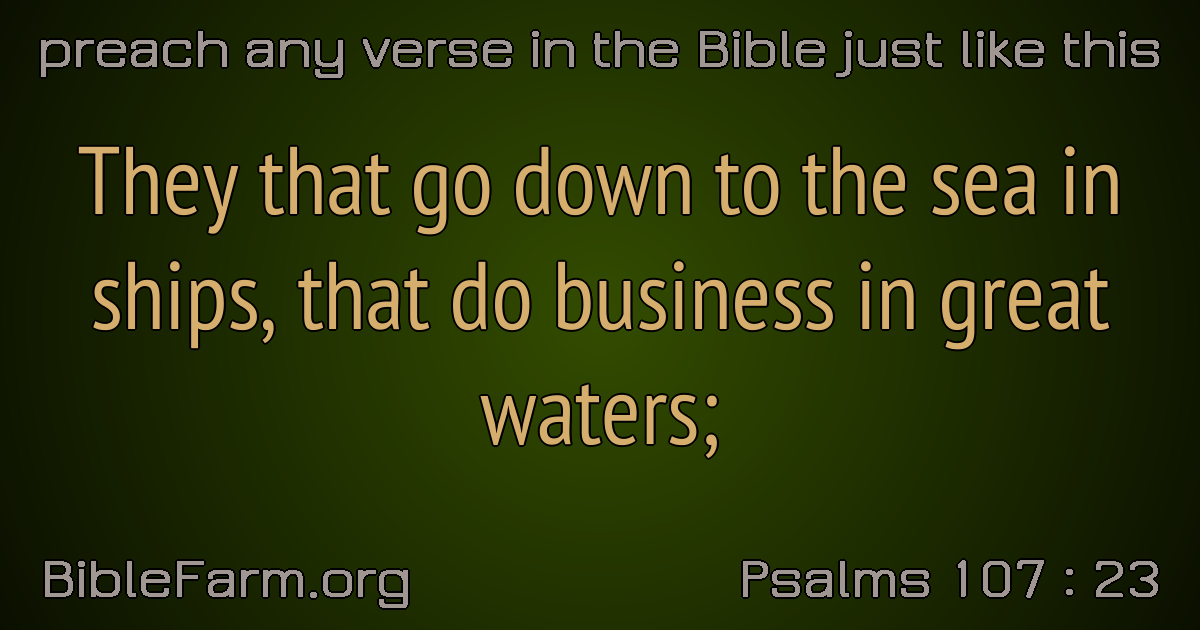 preach any verse in the Bible just like this
They that go down to the sea in
ships, that do business in great
waters;
BibleFarm.org
Psalms 107 : 23